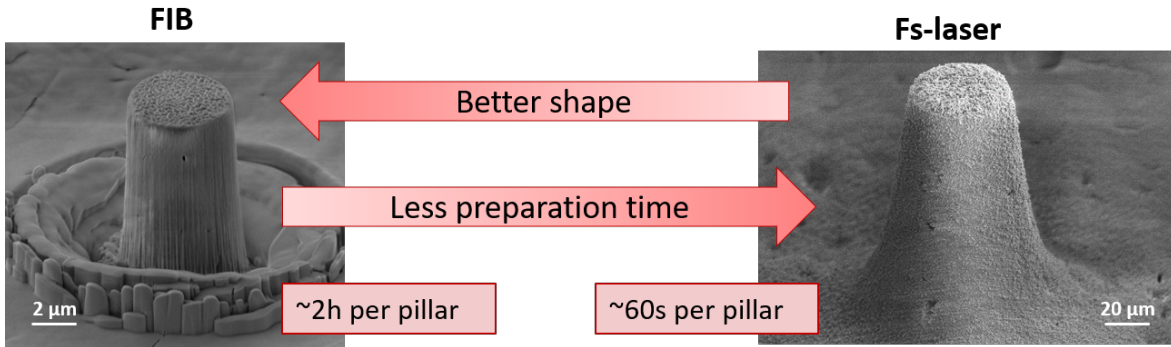 FIB
Fs-laser
Better shape
Less preparation time
~2h per pillar
~60s per pillar
2 µm
20 µm